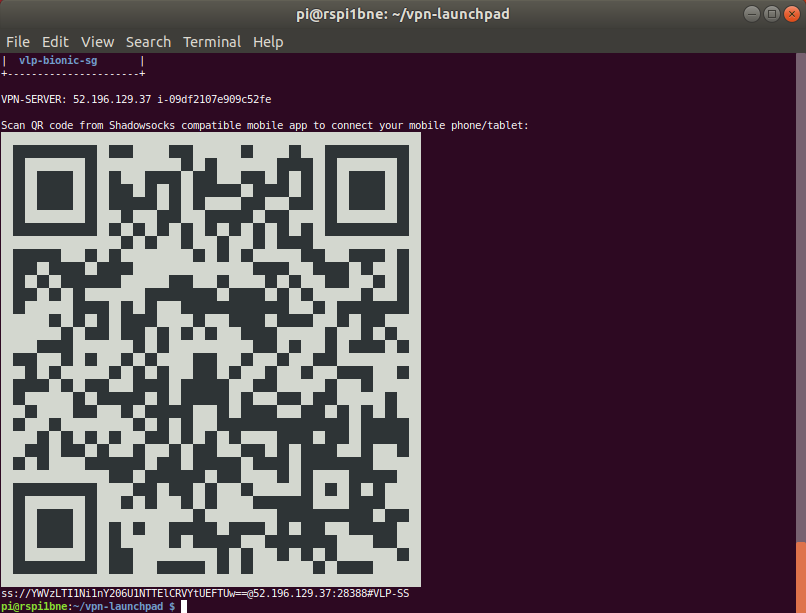 pi@rspi1bne: ~/vpn-launchpad
File Edit View Search Terminal Help
| vlp-bionic-sg |
+----------------------+
VPN-SERVER: 52.196.129.37 i-09df2107e909c52fe
Scan QR code from Shadowsocks compatible mobile app to connect your mobile phone/tablet:
ss://YWVzLTI1Ni1nY206U1NTTElCRVYtUEFTUw==@52.196.129.37:28388#VLP-SS
pi@rspi1bne:~/vpn-launchpad $